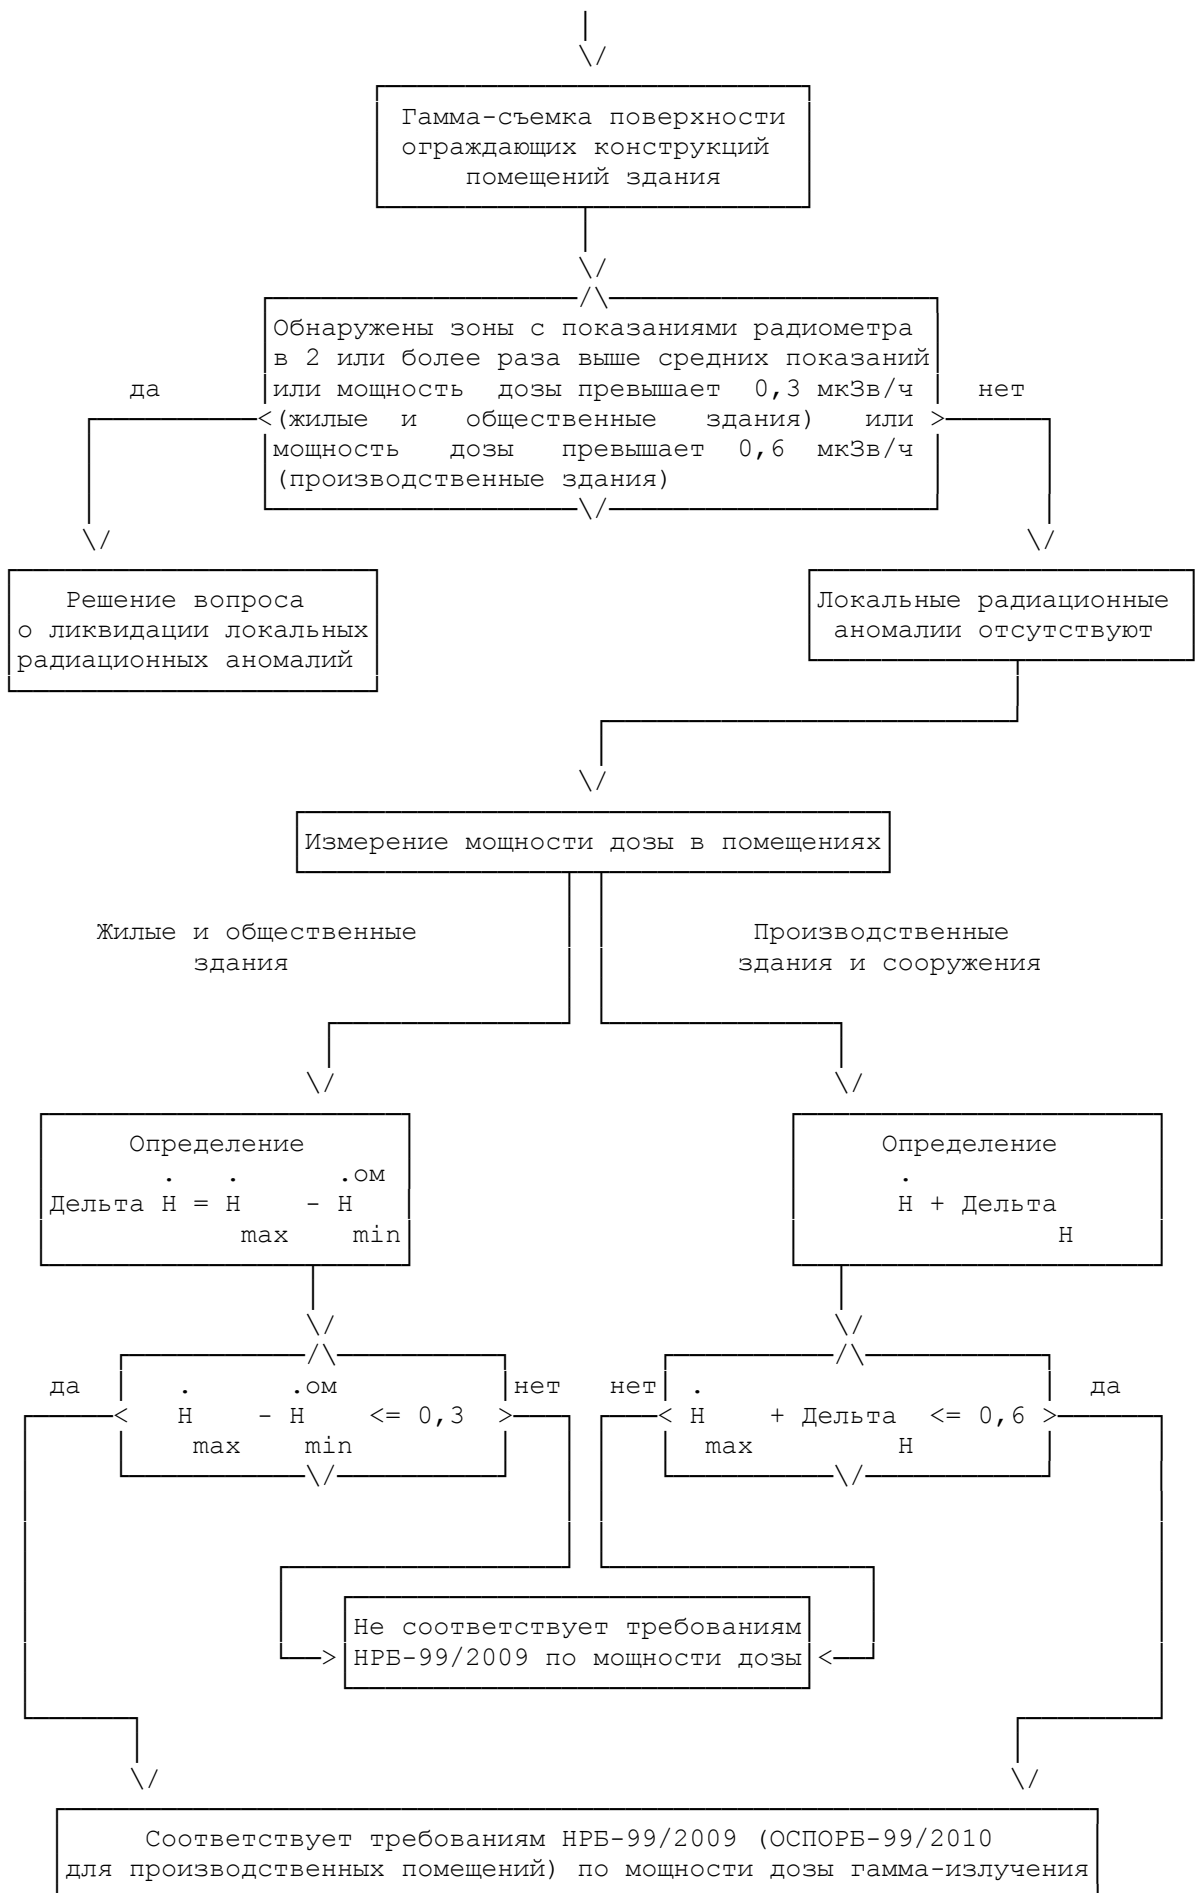 Гамма-съемка поверхности
ограждающих конструкций
помещений здания
Обнаружены зоны с показаниями радиометра
в 2 или более раза выше средних показаний
да
или мощность дозы превышает 0,3 мкЗв/ч
нет
(жилые и общественные здания) или
мощность дозы превышает 0,6 мкЗв/ч
(производственные здания)
Решение вопроса
о ликвидации локальных
радиационных аномалий
Локальные радиационные
аномалии отсутствуют
Измерение мощности дозы в помещениях
Жилые и общественные
здания
Производственные
здания и сооружения
Определение
. . .ом
Дельта H = H - H
max min
Определение
.
H + Дельта
H
да
. .ом
нет
H - H <= 0,3
max min
нет
.
да
H + Дельта <= 0,6
max H
Не соответствует требованиям
НРБ-99/2009 по мощности дозы
Соответствует требованиям НРБ-99/2009 (ОСПОРБ-99/2010
для производственных помещений) по мощности дозы гамма-излучения